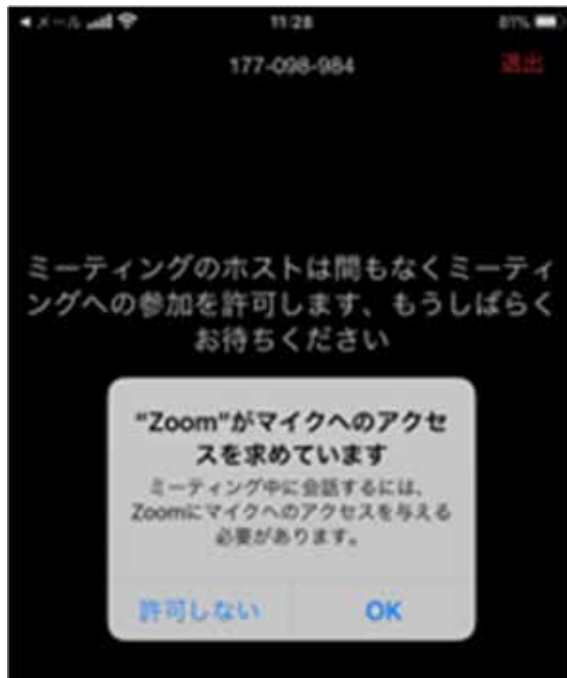 メール 11:28 81%
177-098-984 退出
ミーティングのホストは間もなくミーティ
ングへの参加を許可します、もうしばらく
お待ちください
“Zoom”がマイクへのアクセ
スを求めています
ミーティング中に会話するには、
Zoomにマイクへのアクセスを与える
必要があります。
許可しない OK